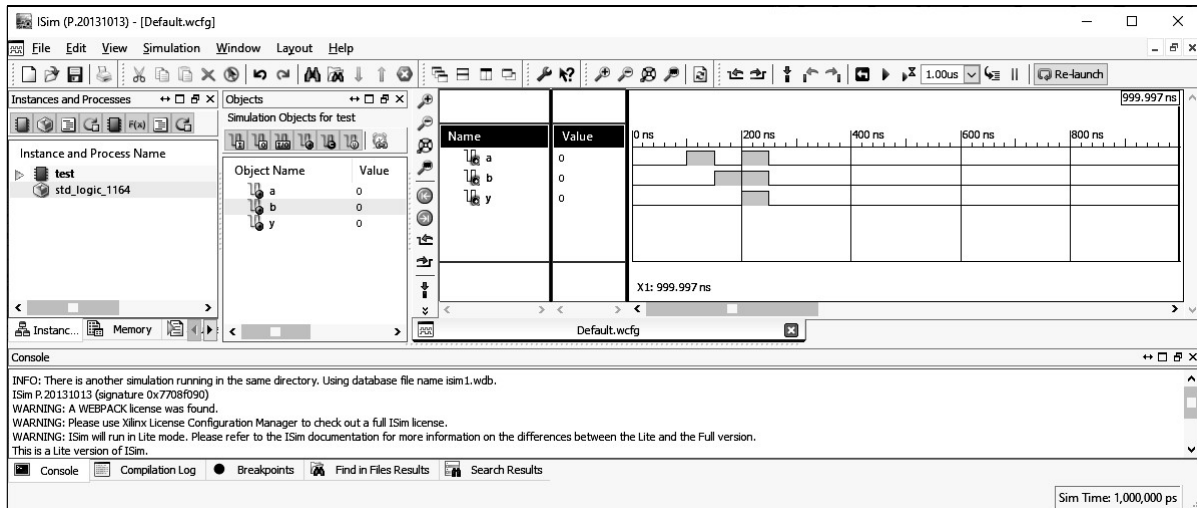 ISim (P.20131013) - [Default.wcfg]
File Edit View Simulation Window Layout Help
1.00us Re-launch
Instances and Processes
Instance and Process Name
test
std_logic_1164
Instanc... Memory
Objects
Simulation Objects for test
Object Name Value
a 0
b 0
y 0
Name Value
a 0
b 0
y 0
999.997 ns
0 ns 200 ns 400 ns 600 ns 800 ns
X1: 999.997 ns
Default.wcfg
Console
INFO: There is another simulation running in the same directory. Using database file name isim1.wdb.
ISim P.20131013 (signature 0x7708f090)
WARNING: A WEBPACK license was found.
WARNING: Please use Xilinx License Configuration Manager to check out a full ISim license.
WARNING: ISim will run in Lite mode. Please refer to the ISim documentation for more information on the differences between the Lite and the Full version.
This is a Lite version of ISim.
Console Compilation Log Breakpoints Find in Files Results Search Results
Sim Time: 1,000,000 ps